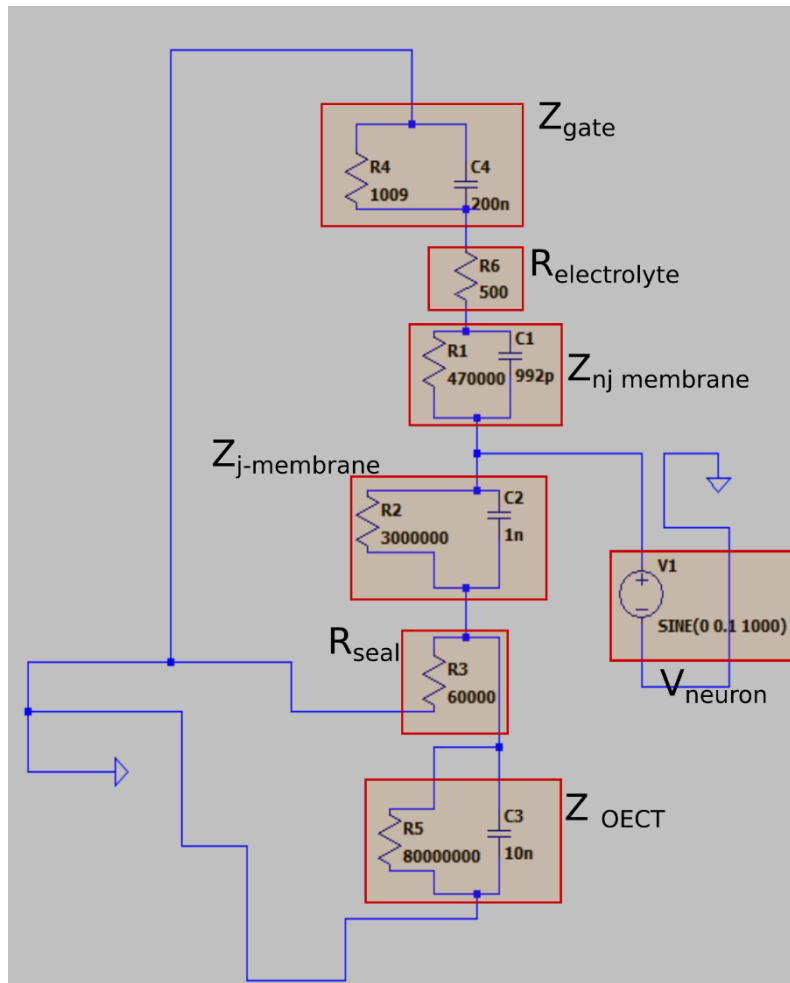 Zgate
R4
1009
C4
200n
Relectrolyte
R6
500
Znj membrane
R1
470000
C1
992p
Zj-membrane
R2
3000000
C2
1n
V1
SINE(0 0.1 1000)
Vneuron
Rseal
R3
60000
Z OECT
R5
80000000
C3
10n